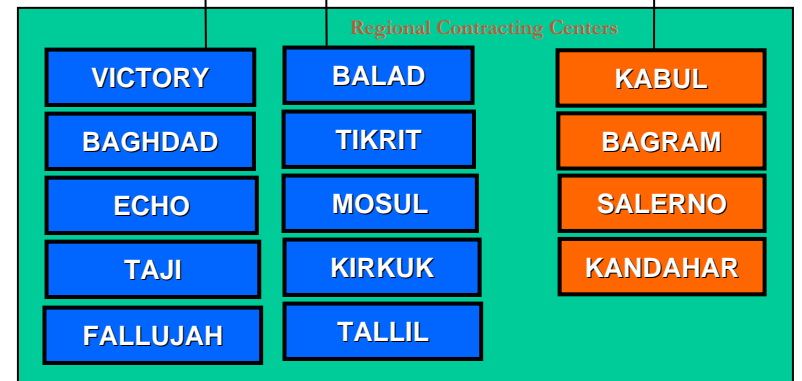 Regional Contracting Centers
VICTORY
BAGHDAD
ECHO
TAJI
FALLUJAH
BALAD
TIKRIT
MOSUL
KIRKUK
TALLIL
KABUL
BAGRAM
SALERNO
KANDAHAR